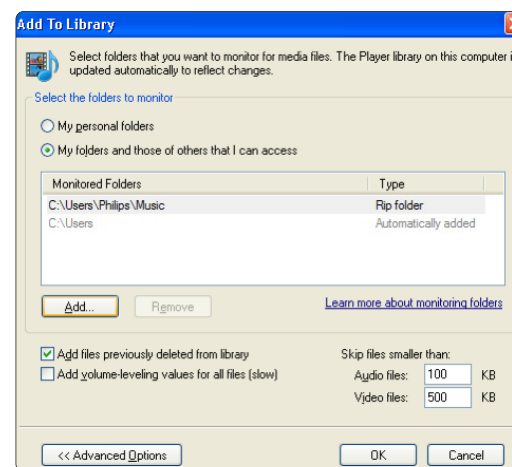 Add To Library
Select folders that you want to monitor for media files. The Player library on this computer i
updated automatically to reflect changes.
Select the folders to monitor
My personal folders
My folders and those of others that I can access
Monitored Folders Type
C:\Users\Philips\Music Rip folder
C:\Users Automatically added
Add... Remove Learn more about monitoring folders
Add files previously deleted from library Skip files smaller than:
Add volume-leveling values for all files (slow) Audio files: 100 KB
Video files: 500 KB
<< Advanced Options OK Cancel